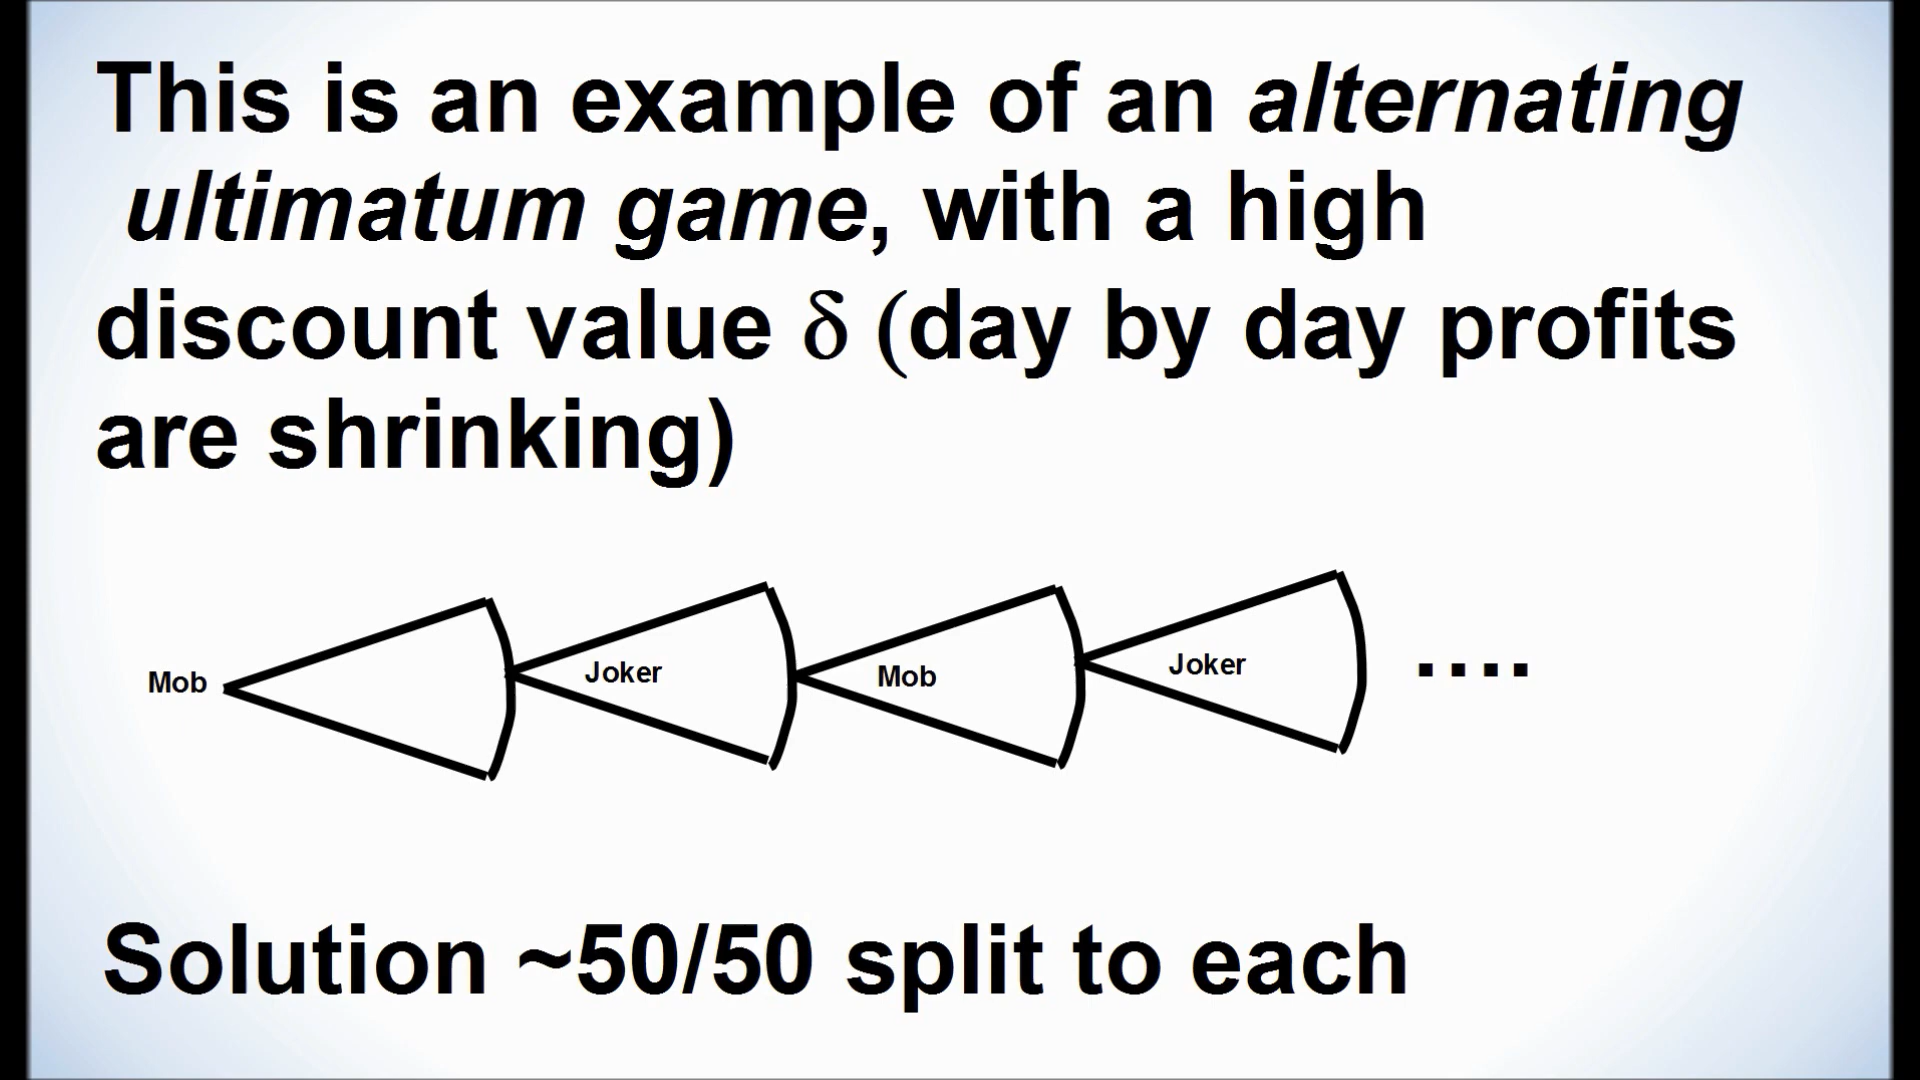 This is an example of an alternating
ultimatum game, with a high
discount value δ (day by day profits
are shrinking)
Mob
Joker
Mob
Joker
....
Solution ~50/50 split to each